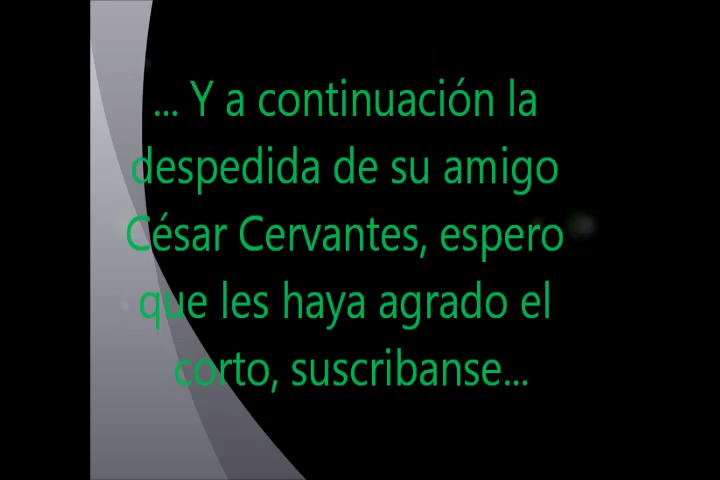 ... Y a continuación la
despedida de su amigo
César Cervantes, espero
que les haya agrado el
corto, suscribanse...